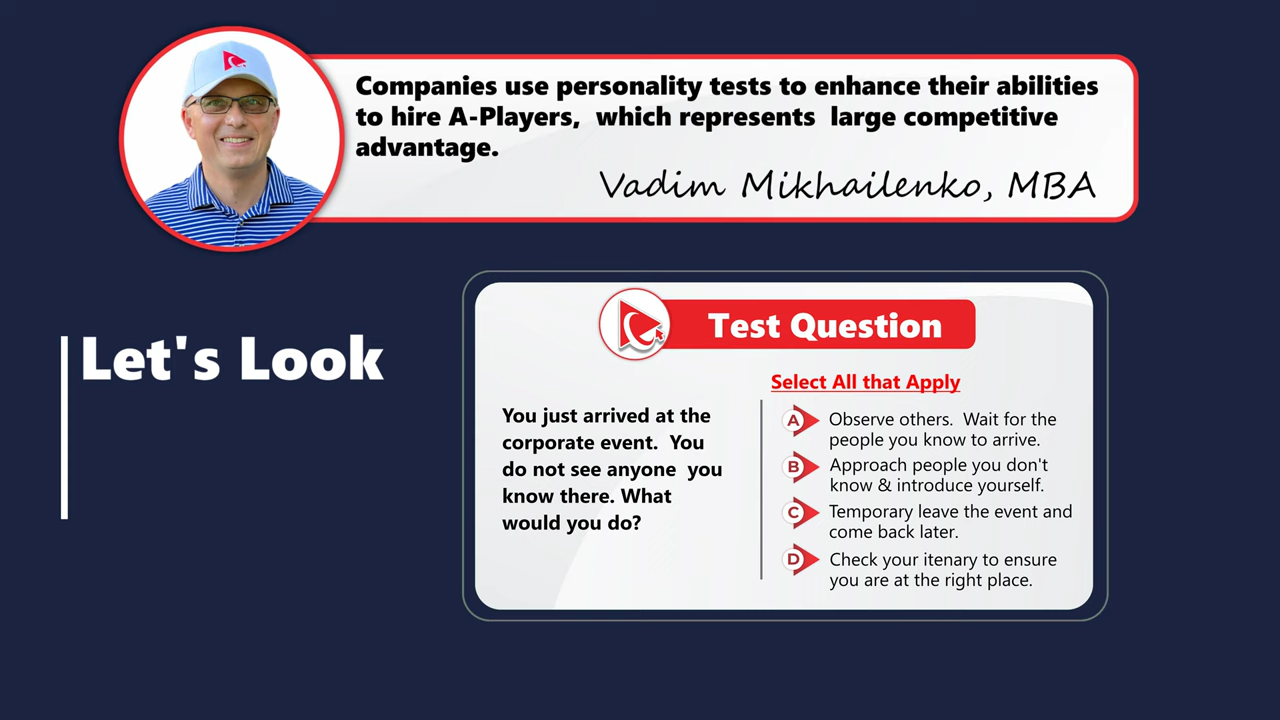 Companies use personality tests to enhance their abilities
to hire A-Players, which represents large competitive
advantage.
Vadim Mikhailenko, MBA
Let's Look
Test Question
You just arrived at the
corporate event. You
do not see anyone you
know there. What
would you do?
Select All that Apply
A Observe others. Wait for the
people you know to arrive.
B Approach people you don't
know & introduce yourself.
C Temporary leave the event and
come back later.
D Check your itenary to ensure
you are at the right place.